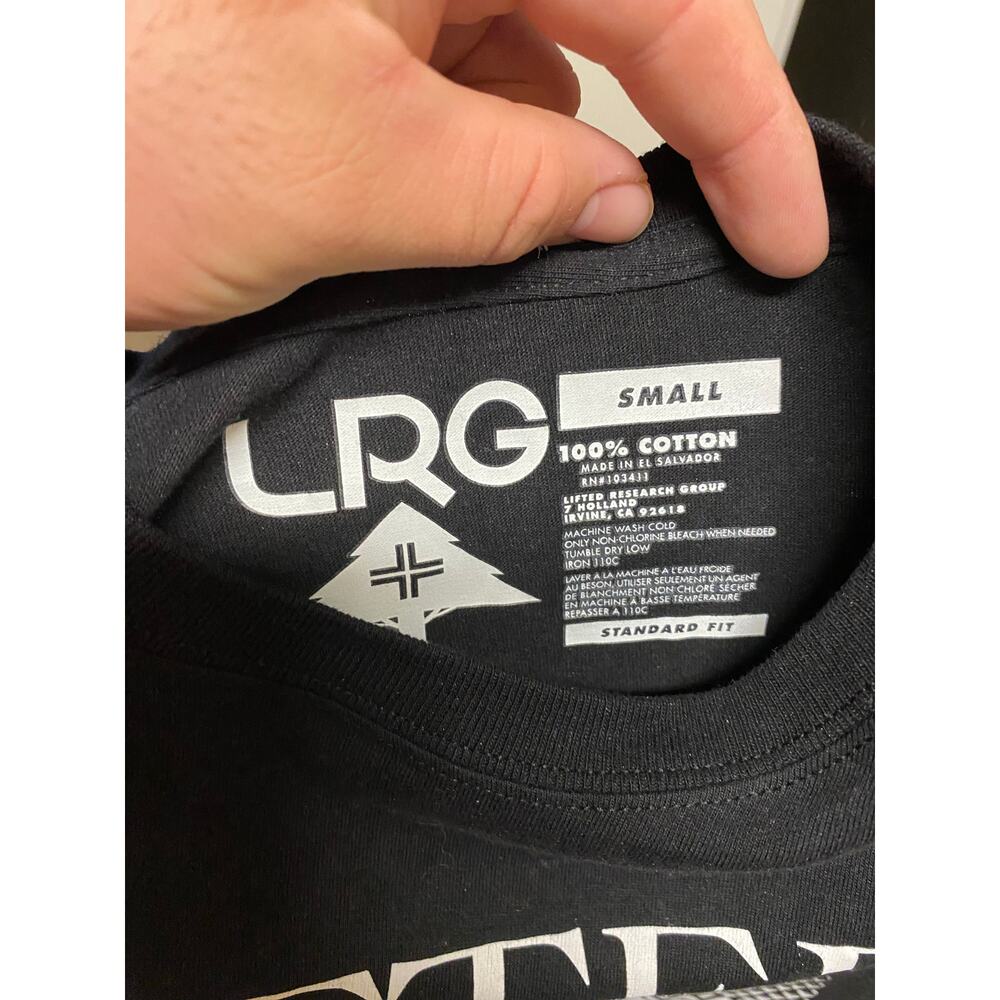 LRG
SMALL
100% COTTON
MADE IN EL SALVADOR
RN#103411
LIFTED RESEARCH GROUP
7 HOLLAND
IRVINE, CA 92618
MACHINE WASH COLD
ONLY NON-CHLORINE BLEACH WHEN NEEDED
TUMBLE DRY LOW
IRON 110C
LAVER A LA MACHINE A L'EAU FROIDE
AU BESON, UTILISER SEULEMENT UN AGENT
DE BLANCHMENT NON CHLORÉ SÉCHER
EN MACHINE Á BASSE TEMPÉRATURE
REPASSER A 110C
STANDARD FIT